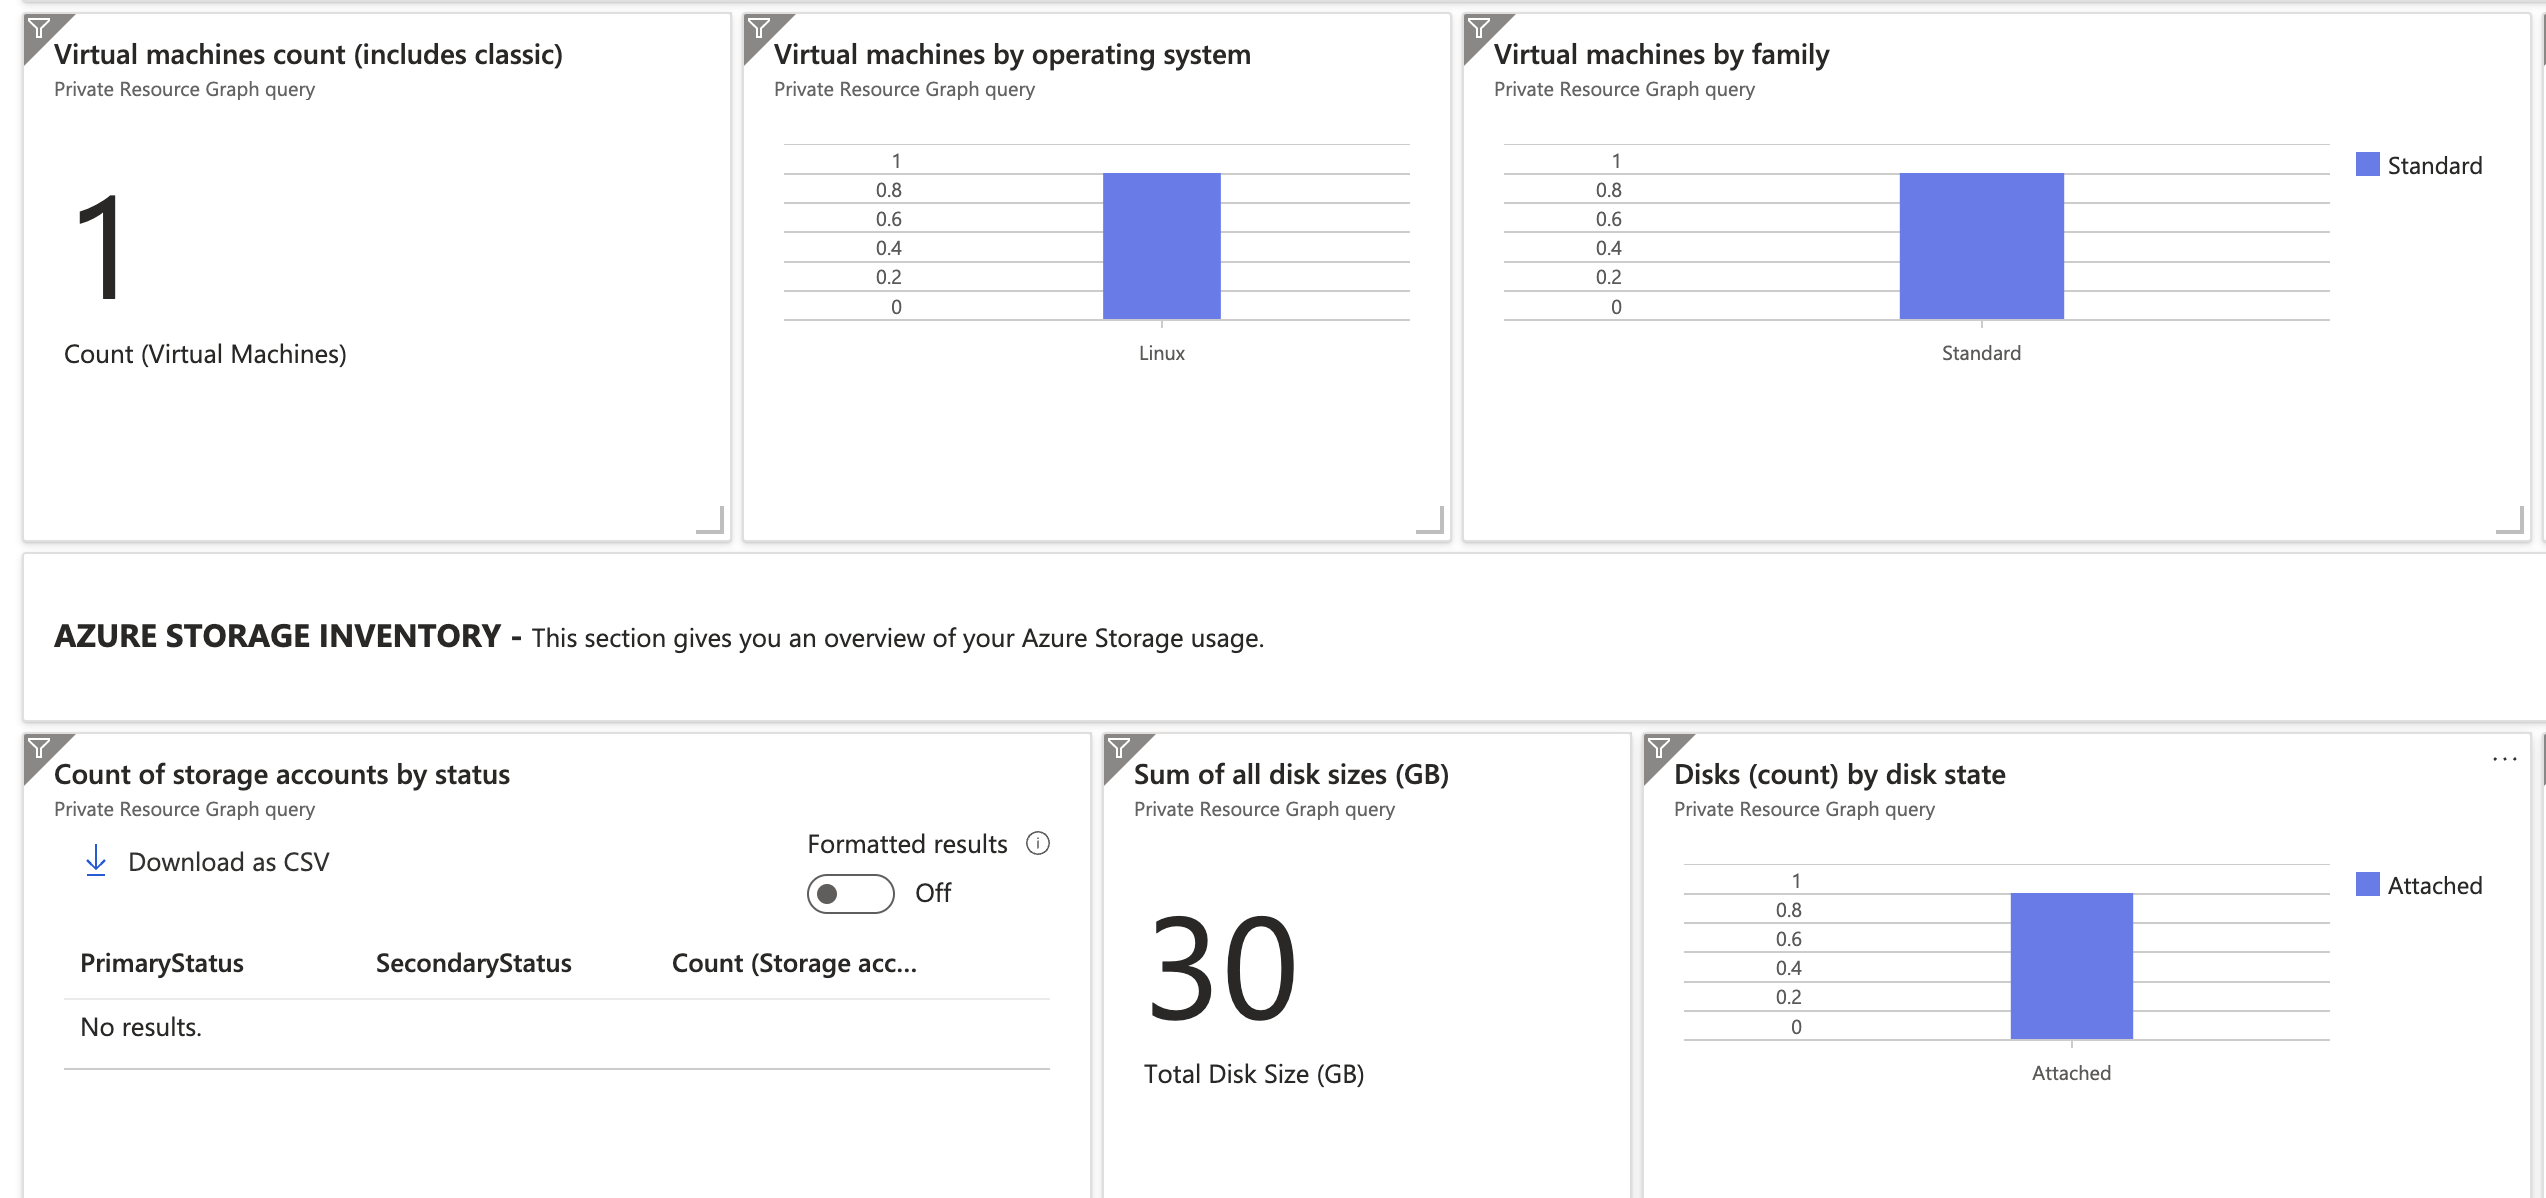 Virtual machines count (includes classic)
Private Resource Graph query
1
Count (Virtual Machines)
Virtual machines by operating system
Private Resource Graph query
1
0.8
0.6
0.4
0.2
0
Linux
Virtual machines by family
Private Resource Graph query
1
0.8
0.6
0.4
0.2
0
Standard
Standard
AZURE STORAGE INVENTORY - This section gives you an overview of your Azure Storage usage.
Count of storage accounts by status
Private Resource Graph query
Download as CSV
Formatted results
Off
PrimaryStatus SecondaryStatus Count (Storage acc...
No results.
Sum of all disk sizes (GB)
Private Resource Graph query
30
Total Disk Size (GB)
Disks (count) by disk state
Private Resource Graph query
1
0.8
0.6
0.4
0.2
0
Attached
Attached